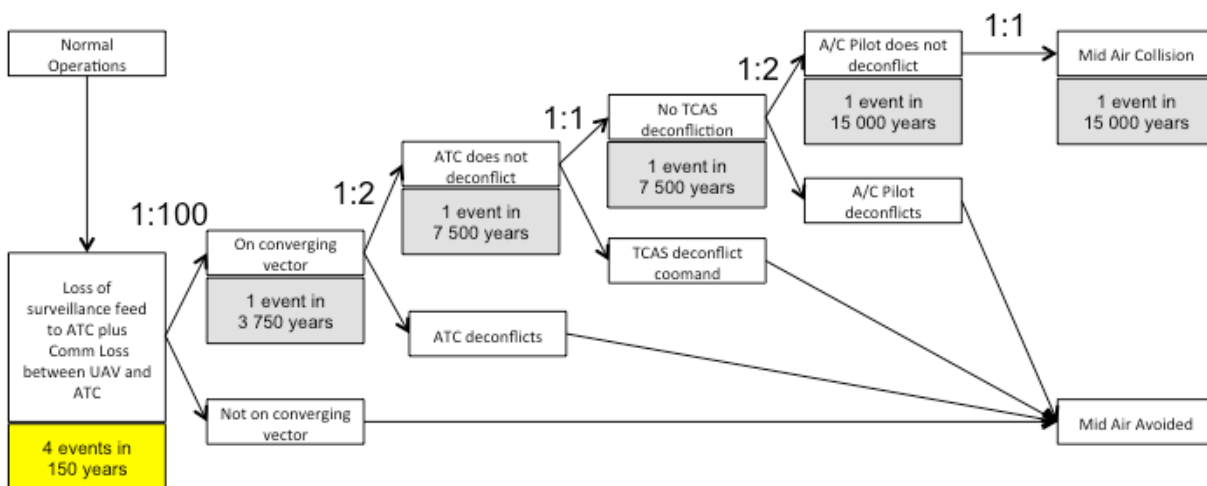 Normal
Operations
1:100
Loss of
surveillance feed
to ATC plus
Comm Loss
between UAV and
ATC
4 events in
150 years
On converging
vector
1 event in
3 750 years
Not on converging
vector
1:2
ATC does not
deconflict
1 event in
7 500 years
ATC deconflicts
1:1
No TCAS
deconfliction
1 event in
7 500 years
TCAS deconflict
coomand
1:2
A/C Pilot does not
deconflict
1 event in
15 000 years
A/C Pilot
deconflicts
1:1
Mid Air Collision
1 event in
15 000 years
Mid Air Avoided